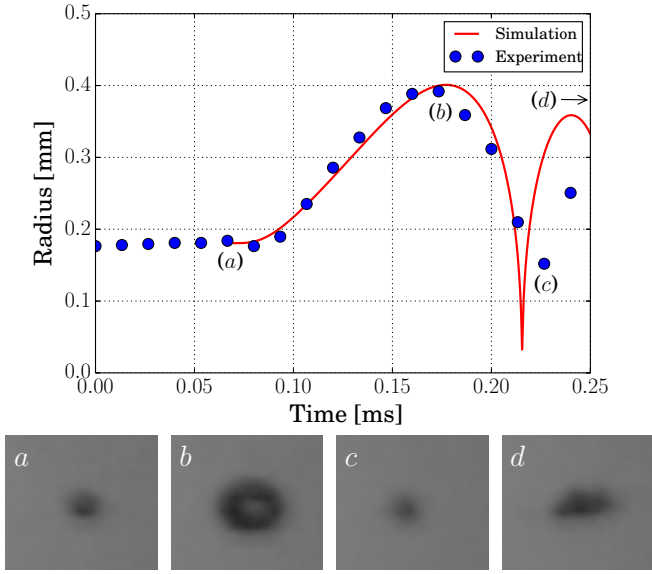 0.5
Simulation
Experiment
0.4
(d)
(b)
0.3
Radius [mm]
0.2
(a)
(c)
0.1
0.0
0.00 0.05 0.10 0.15 0.20 0.25
Time [ms]
a b c d